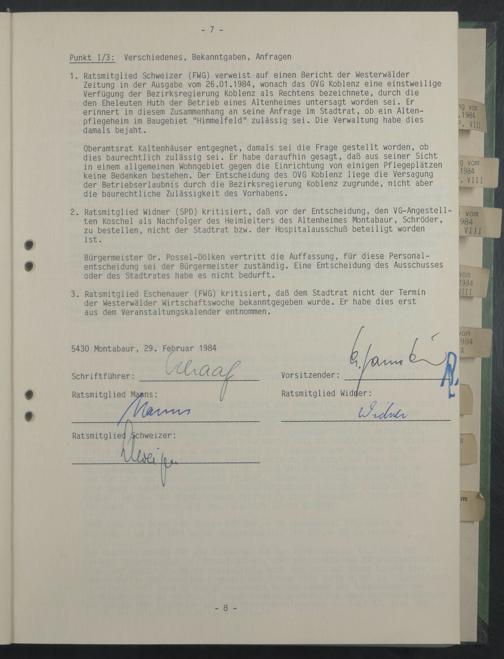 - 7 -
Punkt 1/3: Verschiedenes, Bekanntgaben, Anfragen
1. Ratsmitglied Schweizer (FWG) verweist auf einen Bericht der Westerwälder
Zeitung in der Ausgabe vom 26.01.1984, wonach das OVG Koblenz eine einstweilige
Verfügung der Bezirksregierung Koblenz als Rechtens bezeichnete, durch die
den Eheleuten Huth der Betrieb eines Altenheimes untersagt worden sei. Er
erinnert in diesem Zusammenhang an seine Anfrage im Stadtrat, ob ein Alten-
pflegeheim im Baugebiet "Himmelfeld" zulässig sei. Die Verwaltung habe dies
damals bejaht.
Oberamtsrat Kaltenhäuser entgegnet, damals sei die Frage gestellt worden, ob
dies baurechtlich zulässig sei. Er habe daraufhin gesagt, daß aus seiner Sicht
in einem allgemeinen Wohngebiet gegen die Einrichtung von einigen Pflegeplätzen
keine Bedenken bestehen. Der Entscheidung des OVG Koblenz liege die Versagung
der Betriebserlaubnis durch die Bezirksregierung Koblenz zugrunde, nicht aber
die baurechtliche Zulässigkeit des Vorhabens.
2. Ratsmitglied Widner (SPD) kritisiert, daß vor der Entscheidung, den VG-Angestell-
ten Koschel als Nachfolger des Heimleiters des Altenheimes Montabaur, Schröder,
zu bestellen, nicht der Stadtrat bzw. der Hospitalausschuß beteiligt worden
ist.
Bürgermeister Dr. Possel-Dölken vertritt die Auffassung, für diese Personal-
entscheidung sei der Bürgermeister zuständig. Eine Entscheidung des Ausschusses
oder des Stadtrates habe es nicht bedurft.
3. Ratsmitglied Eschenauer (FWG) kritisiert, daß dem Stadtrat nicht der Termin
der Westerwälder Wirtschaftswoche bekanntgegeben wurde. Er habe dies erst
aus dem Veranstaltungskalender entnommen.
5430 Montabaur, 29. Februar 1984
Schriftführer: Schaaf
Vorsitzender:
Ratsmitglied Manns:
Ratsmitglied Widder:
Manns
Widner
Ratsmitglied Schweizer:
- 8 -